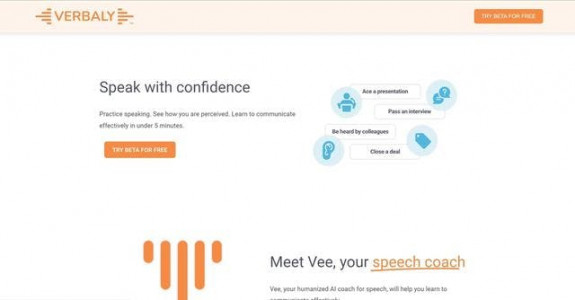 VERBALY
TRY BETA FOR FREE
Speak with confidence
Practice speaking. See how you are perceived. Learn to communicate
effectively in under 5 minutes.
TRY BETA FOR FREE
Ace a presentation
Pass an interview
Be heard by colleagues
Close a deal
Meet Vee, your speech coach
Vee, your humanized AI coach for speech, will help you learn to
communicate effectively